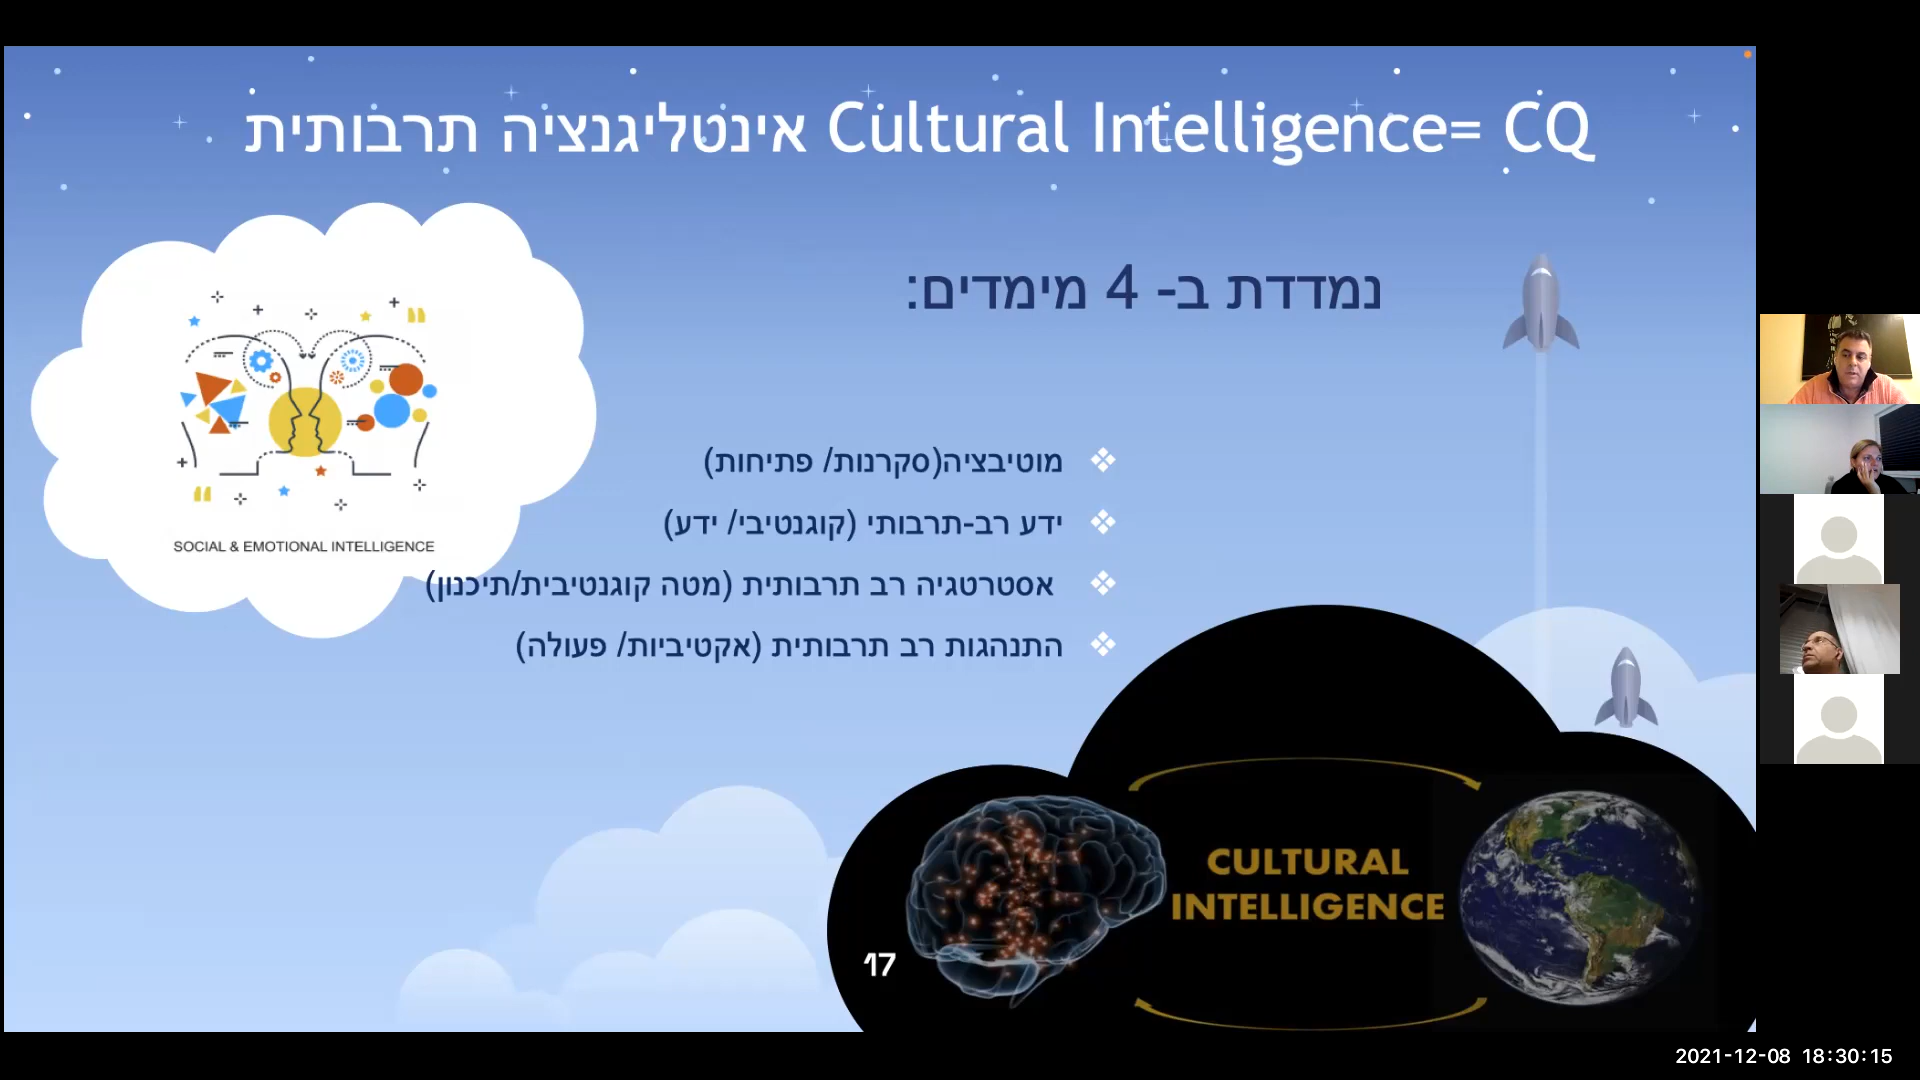 אינטליגנציה תרבותית Cultural Intelligence= CQ
נמדדת ב- 4 מימדים:
SOCIAL & EMOTIONAL INTELLIGENCE
מוטיבציה(סקרנות/ פתיחות)
ידע רב-תרבותי (קוגנטיבי/ ידע)
אסטרטגיה רב תרבותית (מטה קוגנטיבית/תיכנון)
התנהגות רב תרבותית (אקטיביות/ פעולה)
CULTURAL
INTELLIGENCE
17
2021-12-08 18:30:15